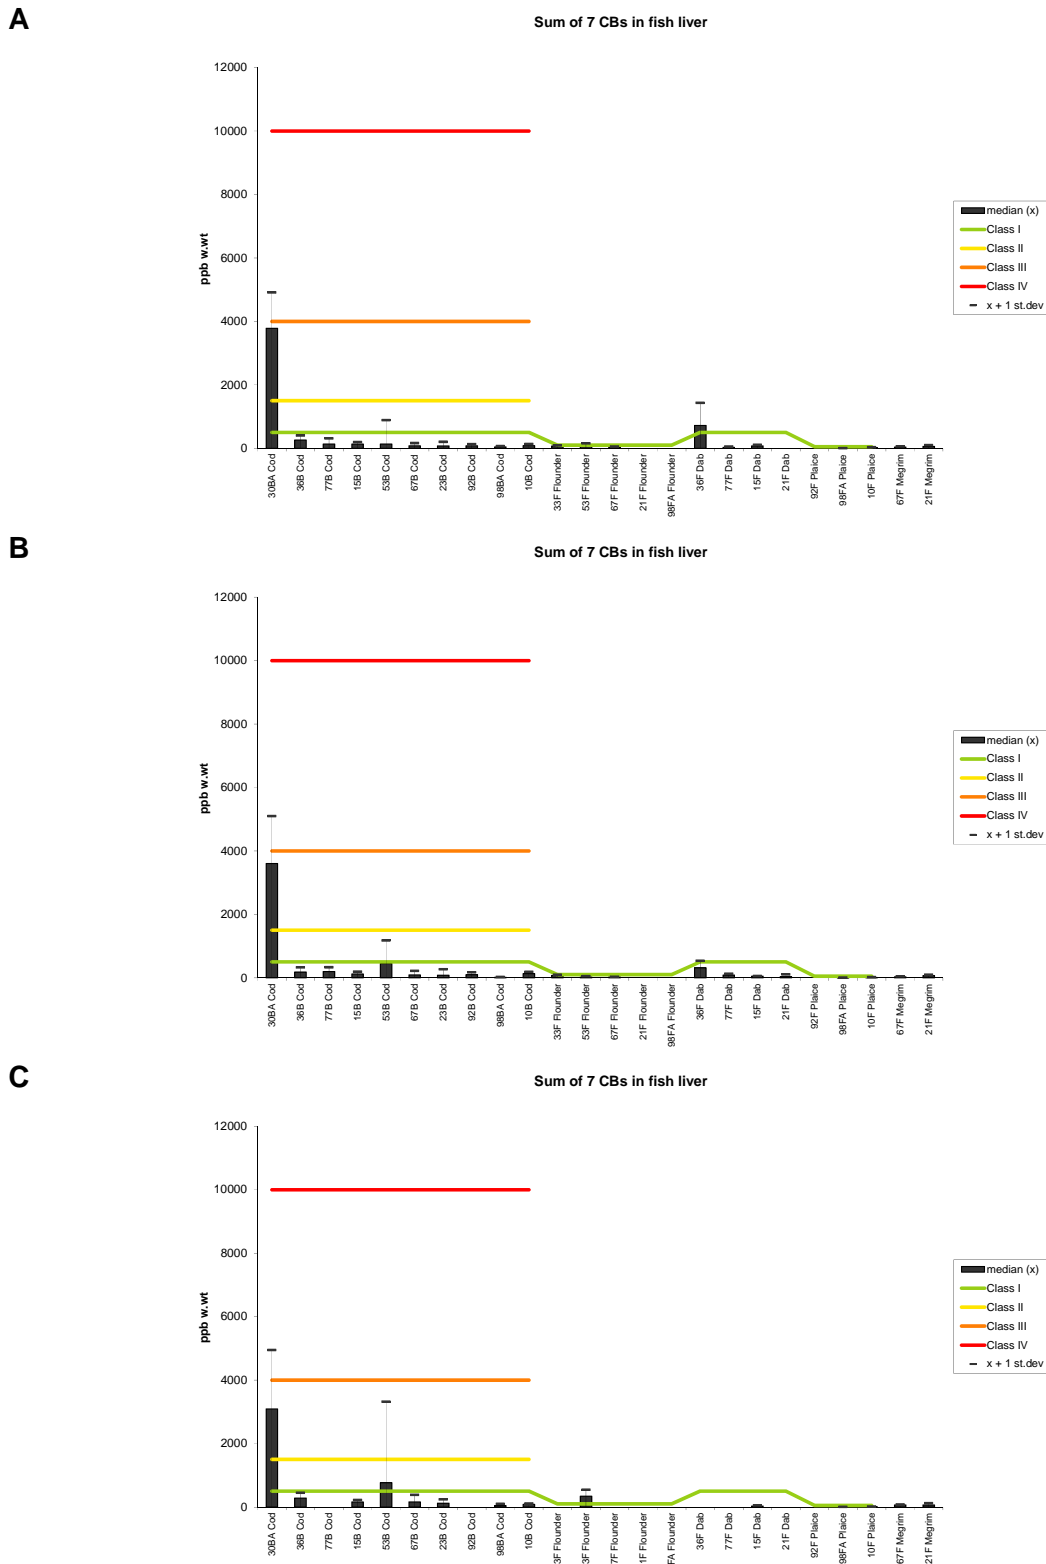 A
Sum of 7 CBs in fish liver
12000
10000
8000
6000
4000
2000
0
ppb w.wt
30BA Cod
36B Cod
77B Cod
15B Cod
53B Cod
67B Cod
23B Cod
92B Cod
98BA Cod
10B Cod
33F Flounder
53F Flounder
67F Flounder
21F Flounder
98FA Flounder
36F Dab
77F Dab
15F Dab
21F Dab
92F Plaice
98FA Plaice
10F Plaice
67F Megrim
21F Megrim
median (x)
Class I
Class II
Class III
Class IV
x + 1 st.dev
B
Sum of 7 CBs in fish liver
12000
10000
8000
6000
4000
2000
0
ppb w.wt
30BA Cod
36B Cod
77B Cod
15B Cod
53B Cod
67B Cod
23B Cod
92B Cod
98BA Cod
10B Cod
33F Flounder
53F Flounder
67F Flounder
21F Flounder
98FA Flounder
36F Dab
77F Dab
15F Dab
21F Dab
92F Plaice
98FA Plaice
10F Plaice
67F Megrim
21F Megrim
median (x)
Class I
Class II
Class III
Class IV
x + 1 st.dev
C
Sum of 7 CBs in fish liver
12000
10000
8000
6000
4000
2000
0
ppb w.wt
30BA Cod
36B Cod
77B Cod
15B Cod
53B Cod
67B Cod
23B Cod
92B Cod
98BA Cod
10B Cod
3F Flounder
3F Flounder
7F Flounder
1F Flounder
FA Flounder
36F Dab
77F Dab
15F Dab
21F Dab
92F Plaice
98FA Plaice
10F Plaice
67F Megrim
21F Megrim
median (x)
Class I
Class II
Class III
Class IV
x + 1 st.dev